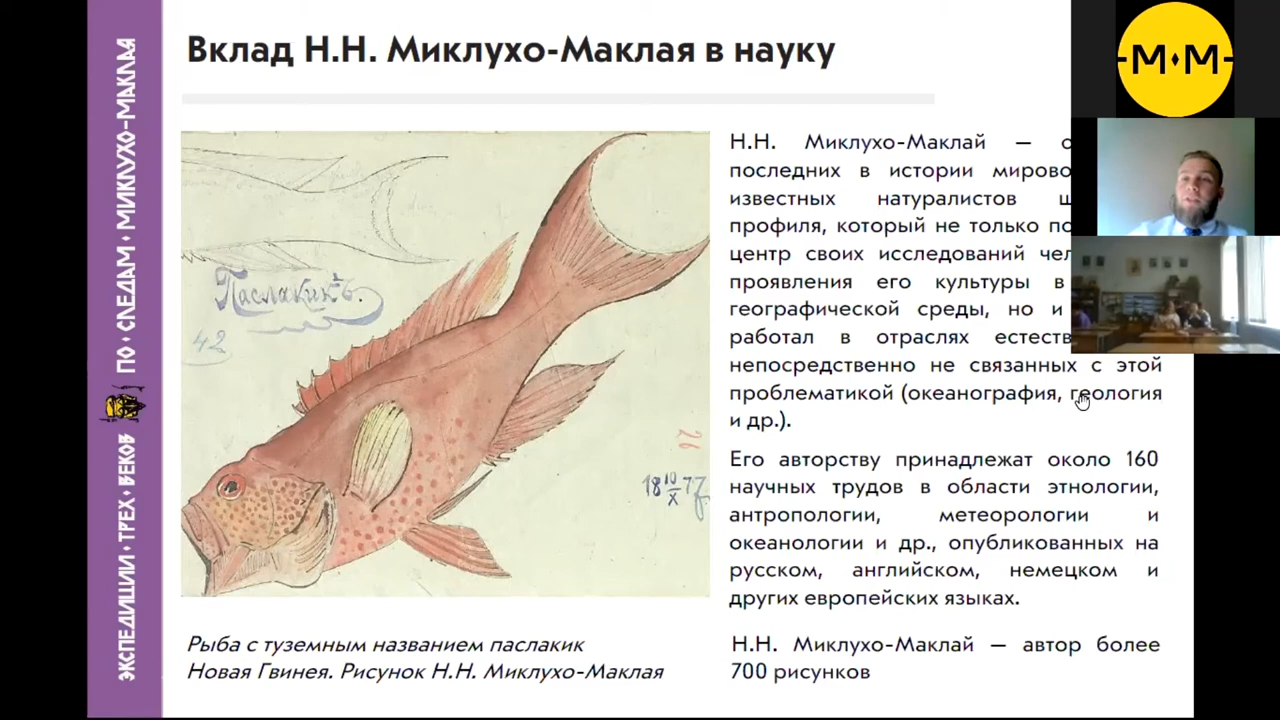 Вклад Н.Н. Миклухо-Маклая в науку
-М·М-
ЭКСПЕДИЦИИ·ТРЕХ·ВЕКОВ ПО·СЛЕДАМ·МИКЛУХО-МАКЛАЯ
Паслакикъ.
42
26
18 10/X 77
Н.Н. Миклухо-Маклай —
последних в истории
известных натуралистов
профиля, который не только
центр своих исследований
проявления его культуры в
географической среды, но и
работал в отраслях
непосредственно не связанных с этой
проблематикой (океанография, геология
и др.).
Его авторству принадлежат около 160
научных трудов в области этнологии,
антропологии, метеорологии и
океанологии и др., опубликованных на
русском, английском, немецком и
других европейских языках.
Рыба с туземным названием паслакик
Новая Гвинея. Рисунок Н.Н. Миклухо-Маклая
Н.Н. Миклухо-Маклай — автор более
700 рисунков